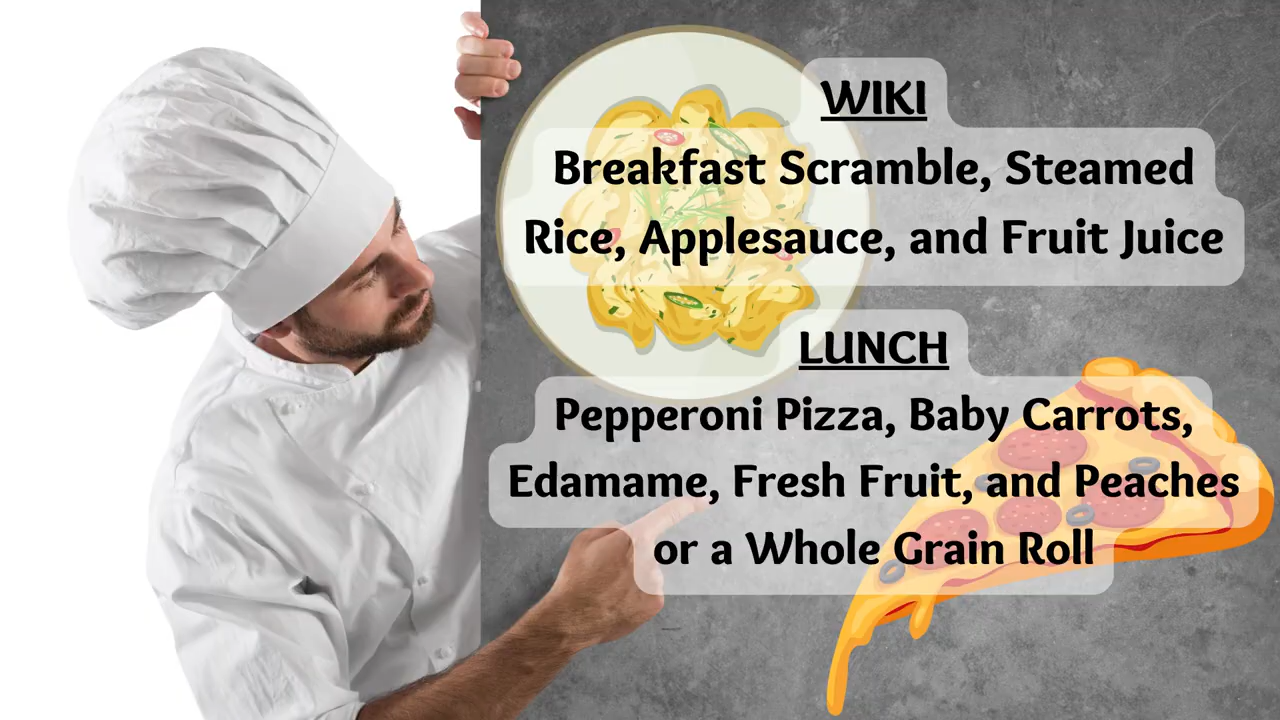 WIKI
Breakfast Scramble, Steamed
Rice, Applesauce, and Fruit Juice
LUNCH
Pepperoni Pizza, Baby Carrots,
Edamame, Fresh Fruit, and Peaches
or a Whole Grain Roll